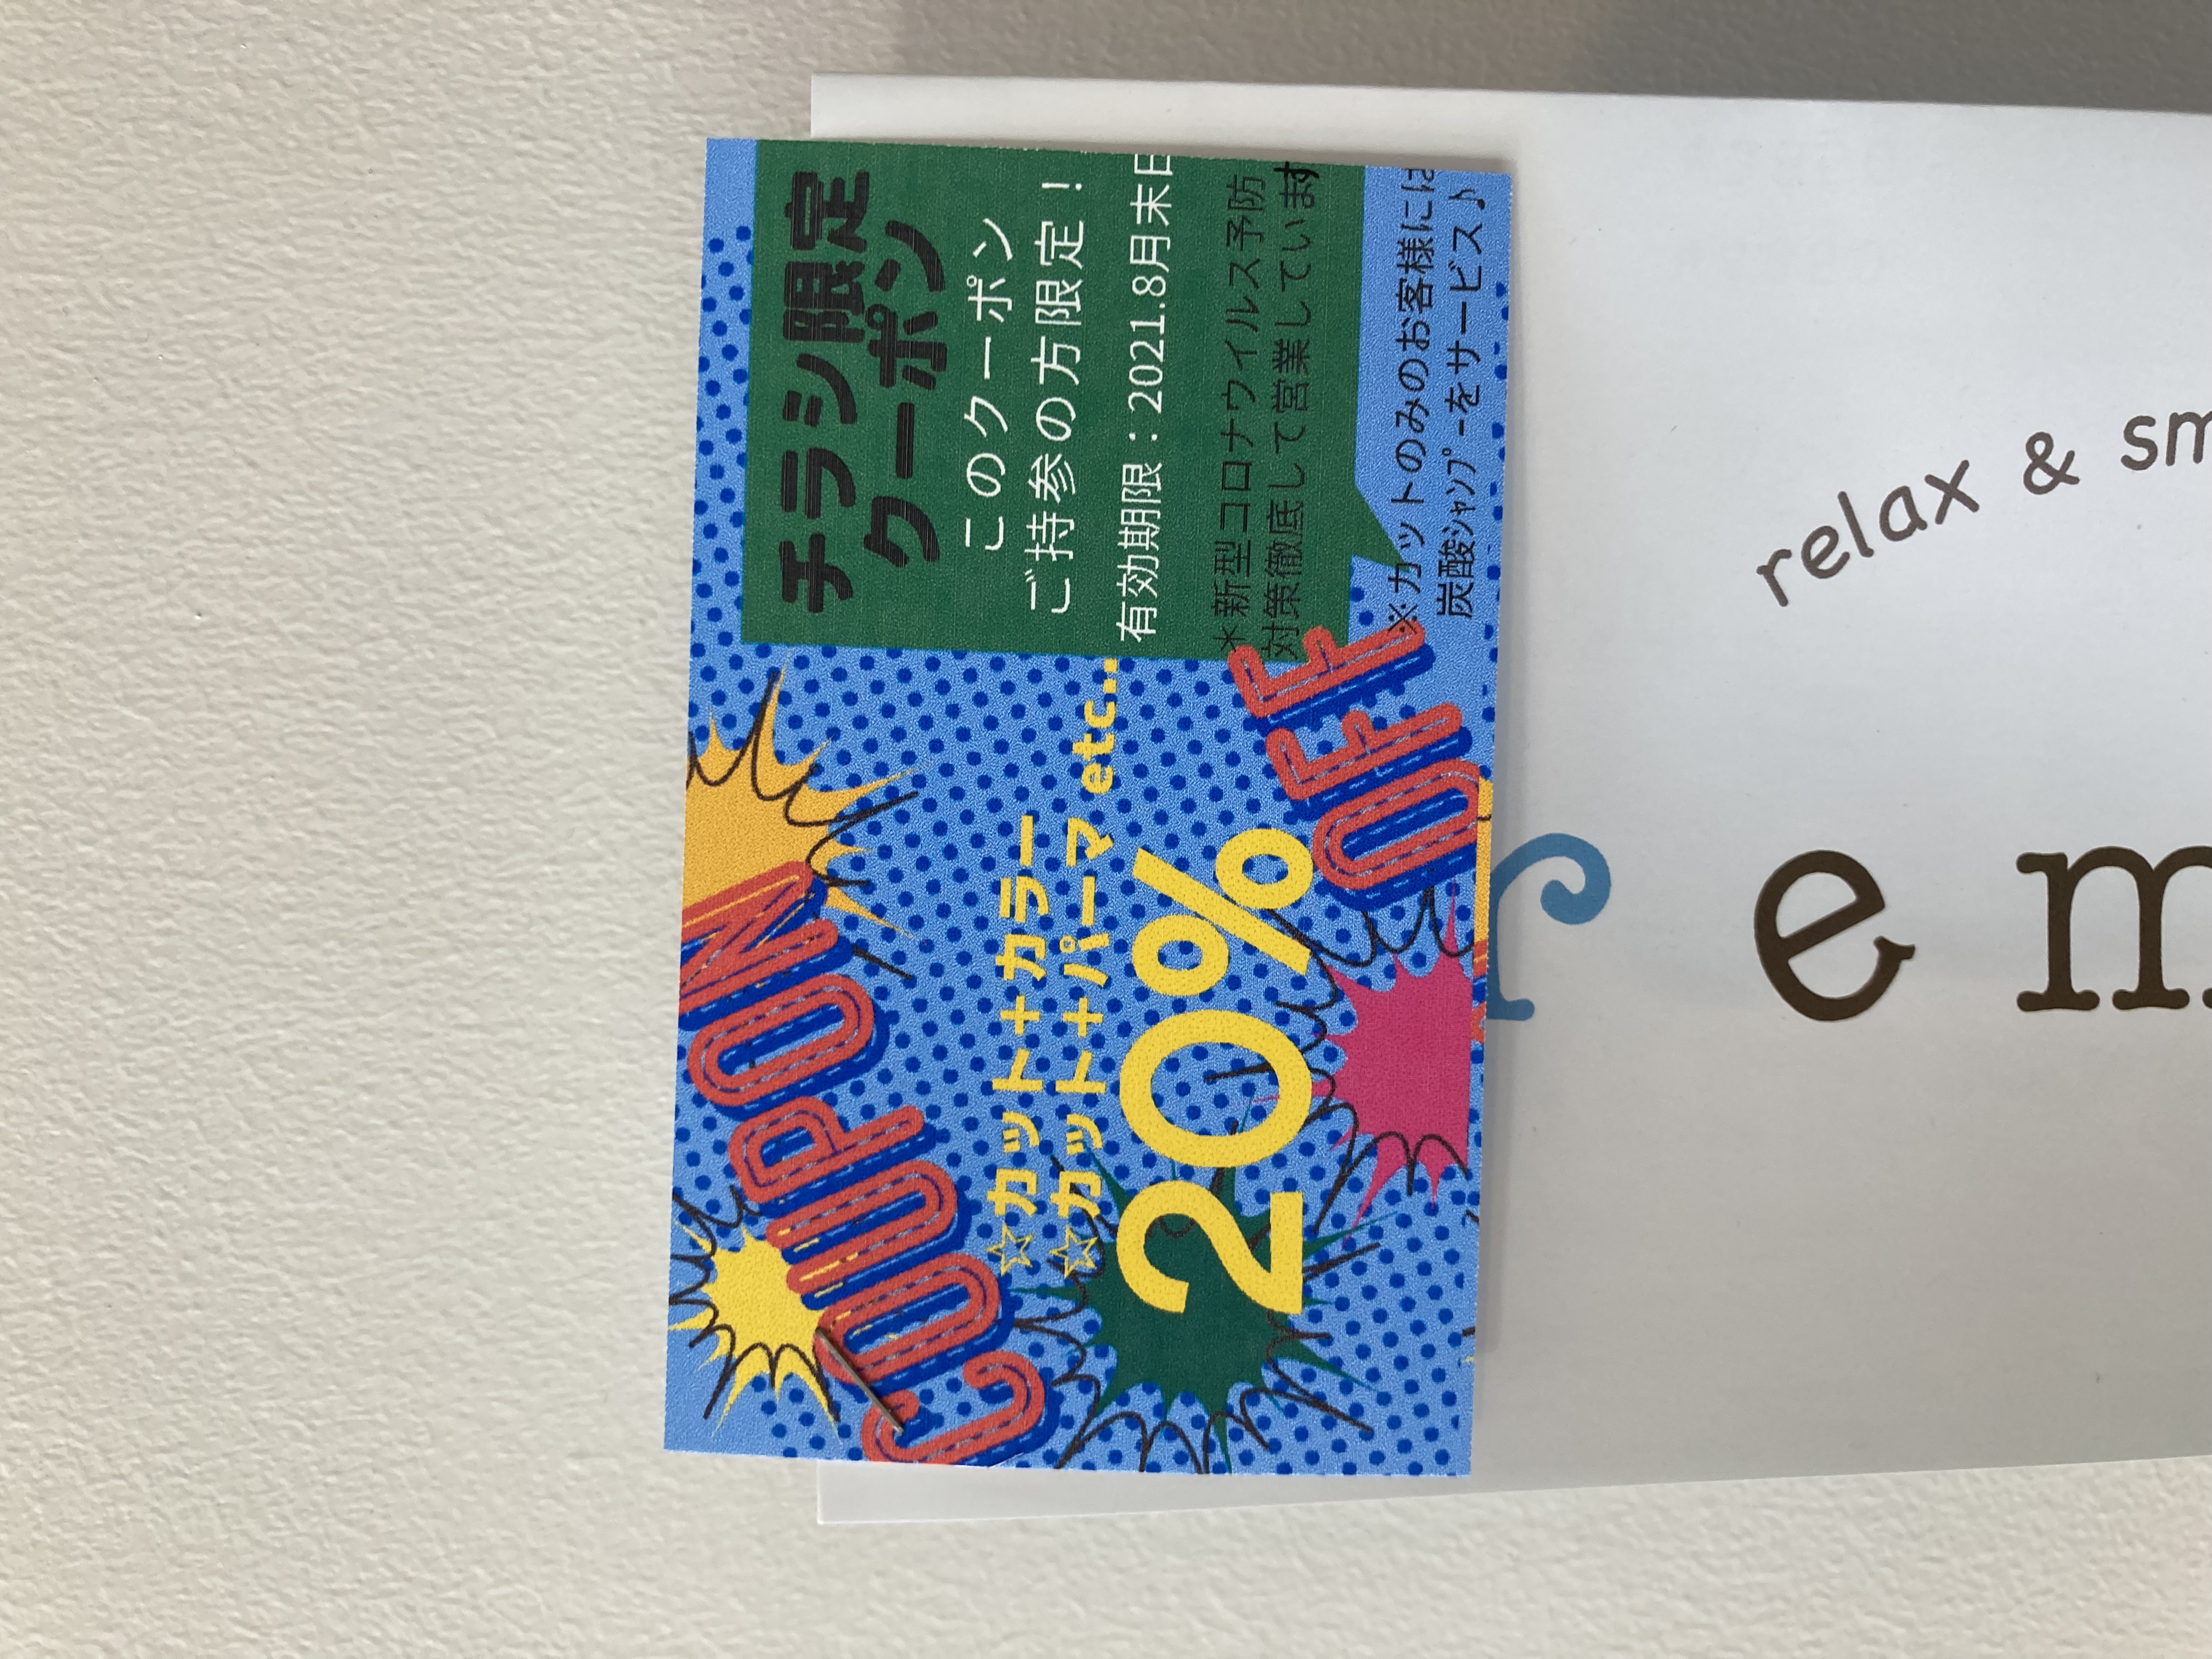 COUPON
☆カット+カラー
☆カット+パーマ etc...
20%
OFF
チラシ限定
クーポン
このクーポン
ご持参の方限定！
有効期限：2021.8月末日
＊新型コロナウイルス予防
対策徹底して営業しています
※カットのみのお客様には
炭酸ｼｬﾝﾌﾟｰをサービス♪
relax & sm
r e m